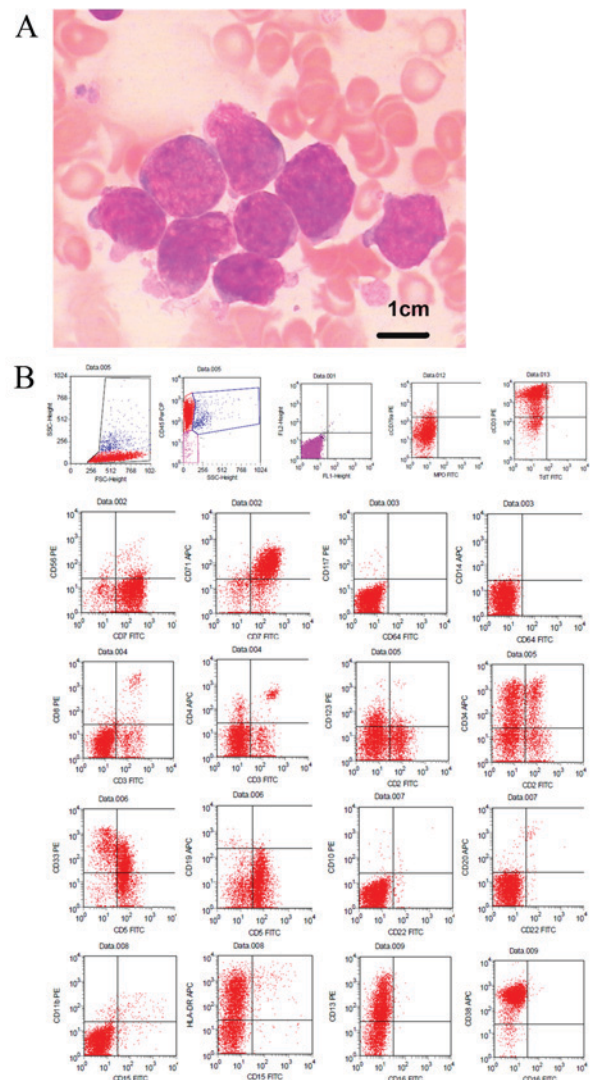 A
1cm
B
Data.005
SSC-Height
FSC-Height
Data.005
CD45 PerCP
SSC-Height
Data.001
FL2-Height
FL1-Height
Data.012
cCD79a PE
MPO FITC
Data.013
cCD3 PE
TdT FITC
Data.002
CD56 PE
CD7 FITC
Data.002
CD71 APC
CD7 FITC
Data.003
CD117 PE
CD64 FITC
Data.003
CD14 APC
CD64 FITC
Data.004
CD8 PE
CD3 FITC
Data.004
CD4 APC
CD3 FITC
Data.005
CD123 PE
CD2 FITC
Data.005
CD34 APC
CD2 FITC
Data.006
CD33 PE
CD5 FITC
Data.006
CD19 APC
CD5 FITC
Data.007
CD10 PE
CD22 FITC
Data.007
CD20 APC
CD22 FITC
Data.008
CD11b PE
CD15 FITC
Data.008
HLA-DR APC
CD15 FITC
Data.009
CD13 PE
CD16 FITC
Data.009
CD38 APC
CD16 FITC